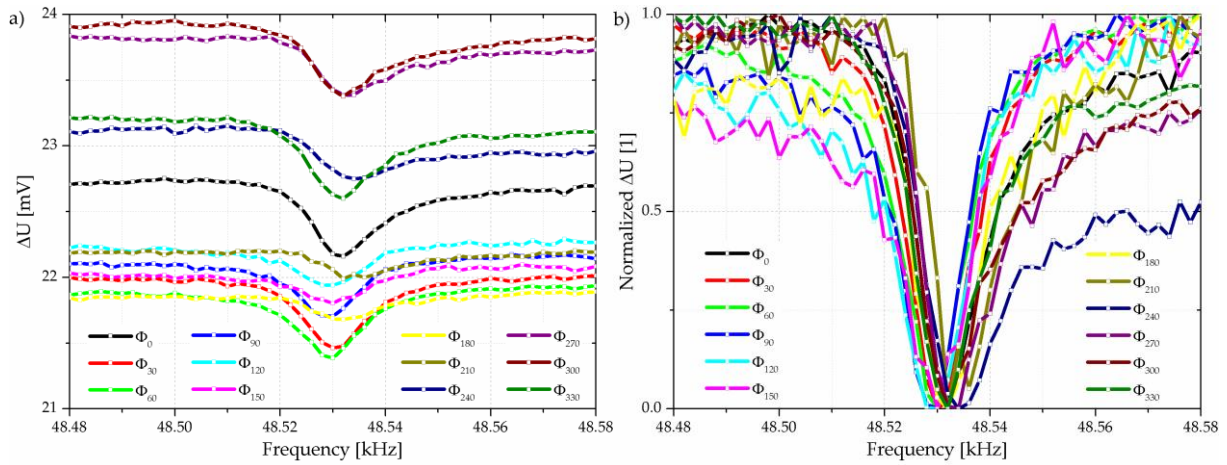 a)
24
23
22
21
ΔU [mV]
48.48 48.50 48.52 48.54 48.56 48.58
Frequency [kHz]
Φ0 Φ90 Φ180 Φ270
Φ30 Φ120 Φ210 Φ300
Φ60 Φ150 Φ240 Φ330
b)
1.0
0.5
0.0
Normalized ΔU [1]
48.48 48.50 48.52 48.54 48.56 48.58
Frequency [kHz]
Φ0 Φ180
Φ30 Φ210
Φ60 Φ240
Φ90 Φ270
Φ120 Φ300
Φ150 Φ330